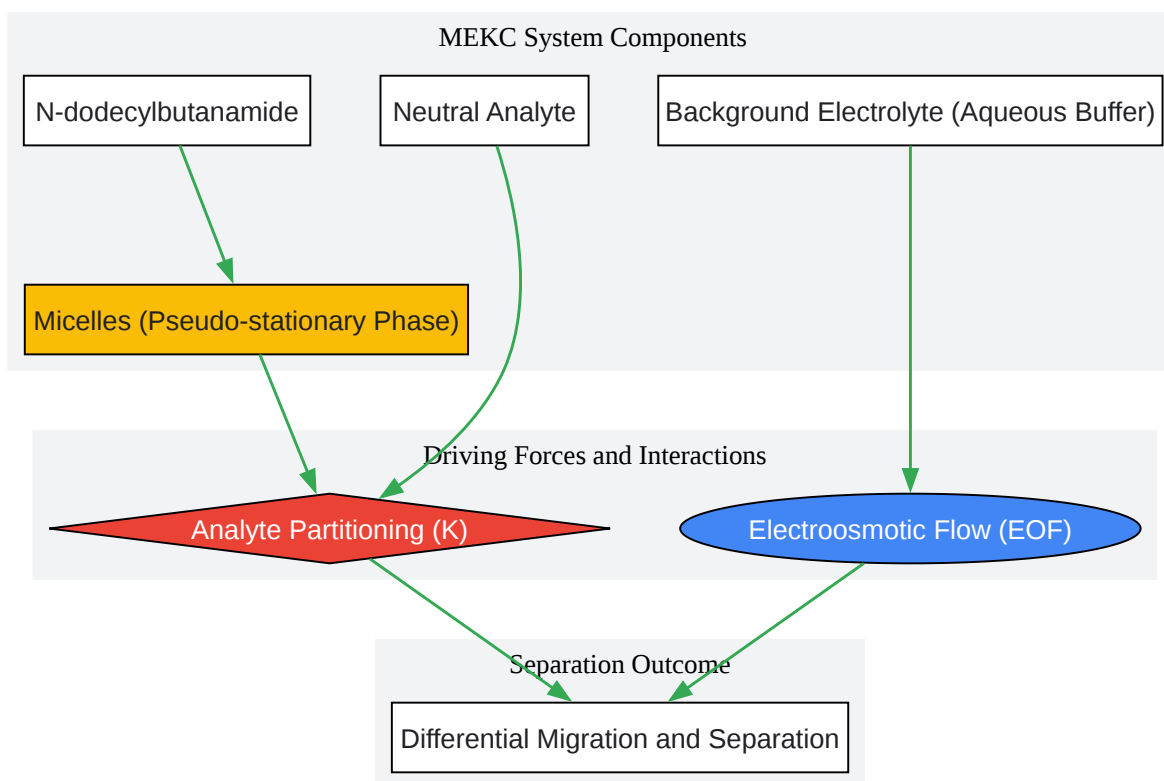 MEKC System Components
N-dodecylbutanamide
Neutral Analyte
Background Electrolyte (Aqueous Buffer)
Micelles (Pseudo-stationary Phase)
Driving Forces and Interactions
Analyte Partitioning (K)
Electroosmotic Flow (EOF)
Separation Outcome
Differential Migration and Separation